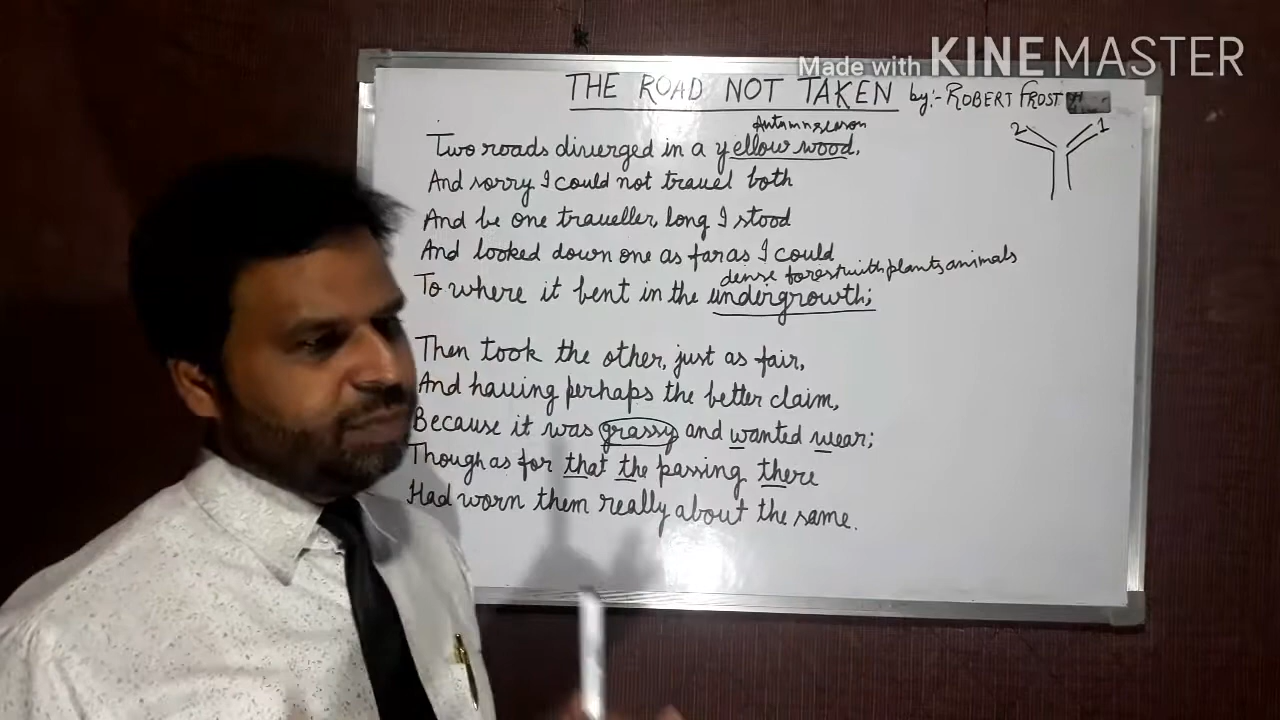 Made with KINEMASTER
THE ROAD NOT TAKEN by:- ROBERT FROST
2 1
Autumn season
Two roads diverged in a yellow wood,
And sorry I could not travel both
And be one traveller, long I stood
And looked down one as far as I could
dense forest with plants, animals
To where it bent in the undergrowth;
Then took the other, just as fair,
And having perhaps the better claim,
Because it was grassy and wanted wear;
Though as for that the passing there
Had worn them really about the same.